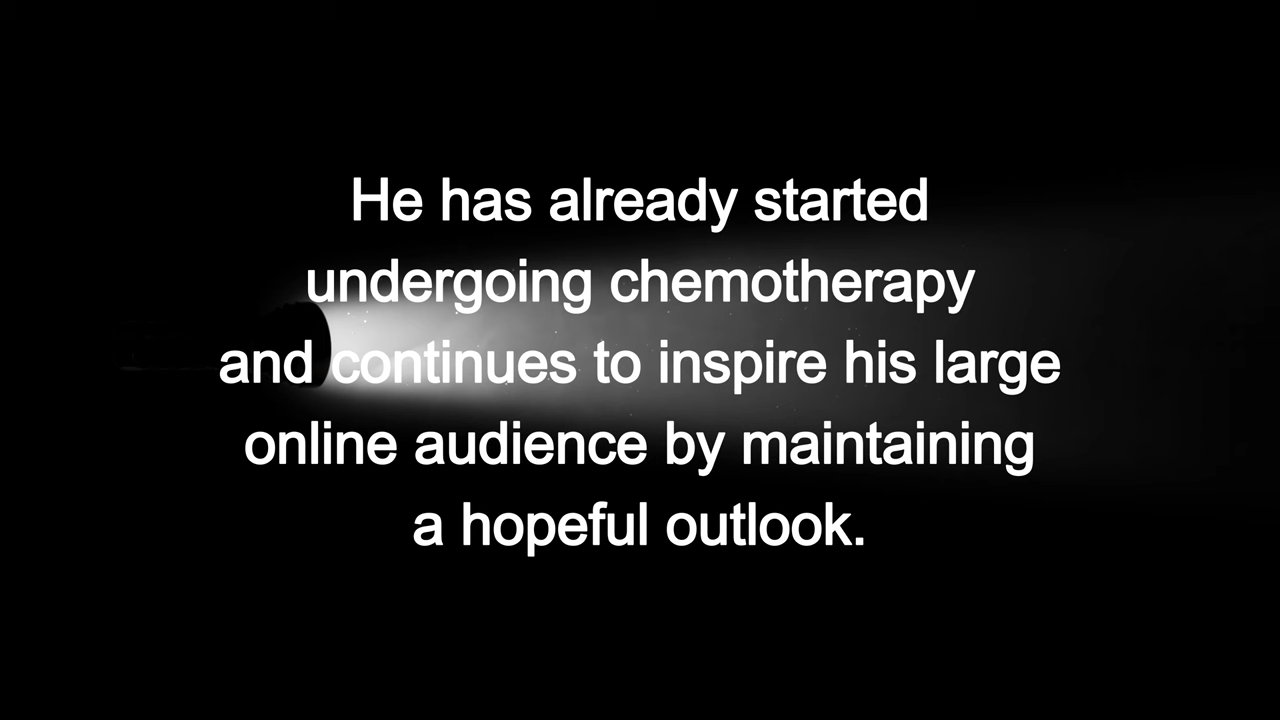 He has already started
undergoing chemotherapy
and continues to inspire his large
online audience by maintaining
a hopeful outlook.